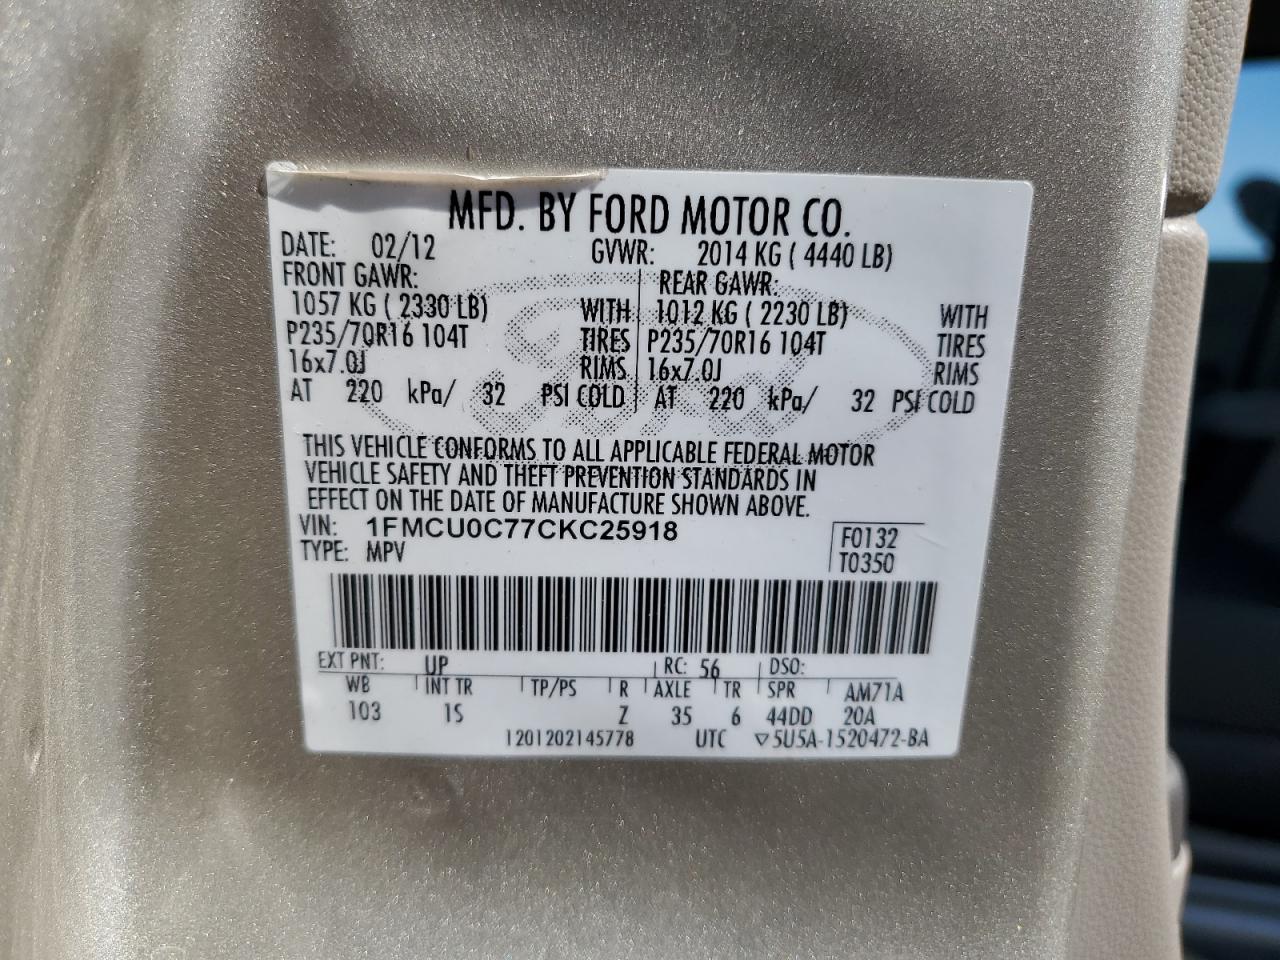 MFD. BY FORD MOTOR CO.
DATE: 02/12 GVWR: 2014 KG ( 4440 LB)
FRONT GAWR: REAR GAWR:
1057 KG ( 2330 LB) WITH 1012 KG ( 2230 LB) WITH
P235/70R16 104T TIRES P235/70R16 104T TIRES
16x7.0J RIMS 16x7.0J RIMS
AT 220 kPa/ 32 PSI COLD AT 220 kPa/ 32 PSI COLD
THIS VEHICLE CONFORMS TO ALL APPLICABLE FEDERAL MOTOR
VEHICLE SAFETY AND THEFT PREVENTION STANDARDS IN
EFFECT ON THE DATE OF MANUFACTURE SHOWN ABOVE.
VIN: 1FMCU0C77CKC25918 F0132
TYPE: MPV T0350
EXT PNT: UP RC: 56 DSO:
WB INT TR TP/PS R AXLE TR SPR AM71A
103 1S Z 35 6 44DD 20A
1201202145778 UTC ▽5U5A-1520472-BA